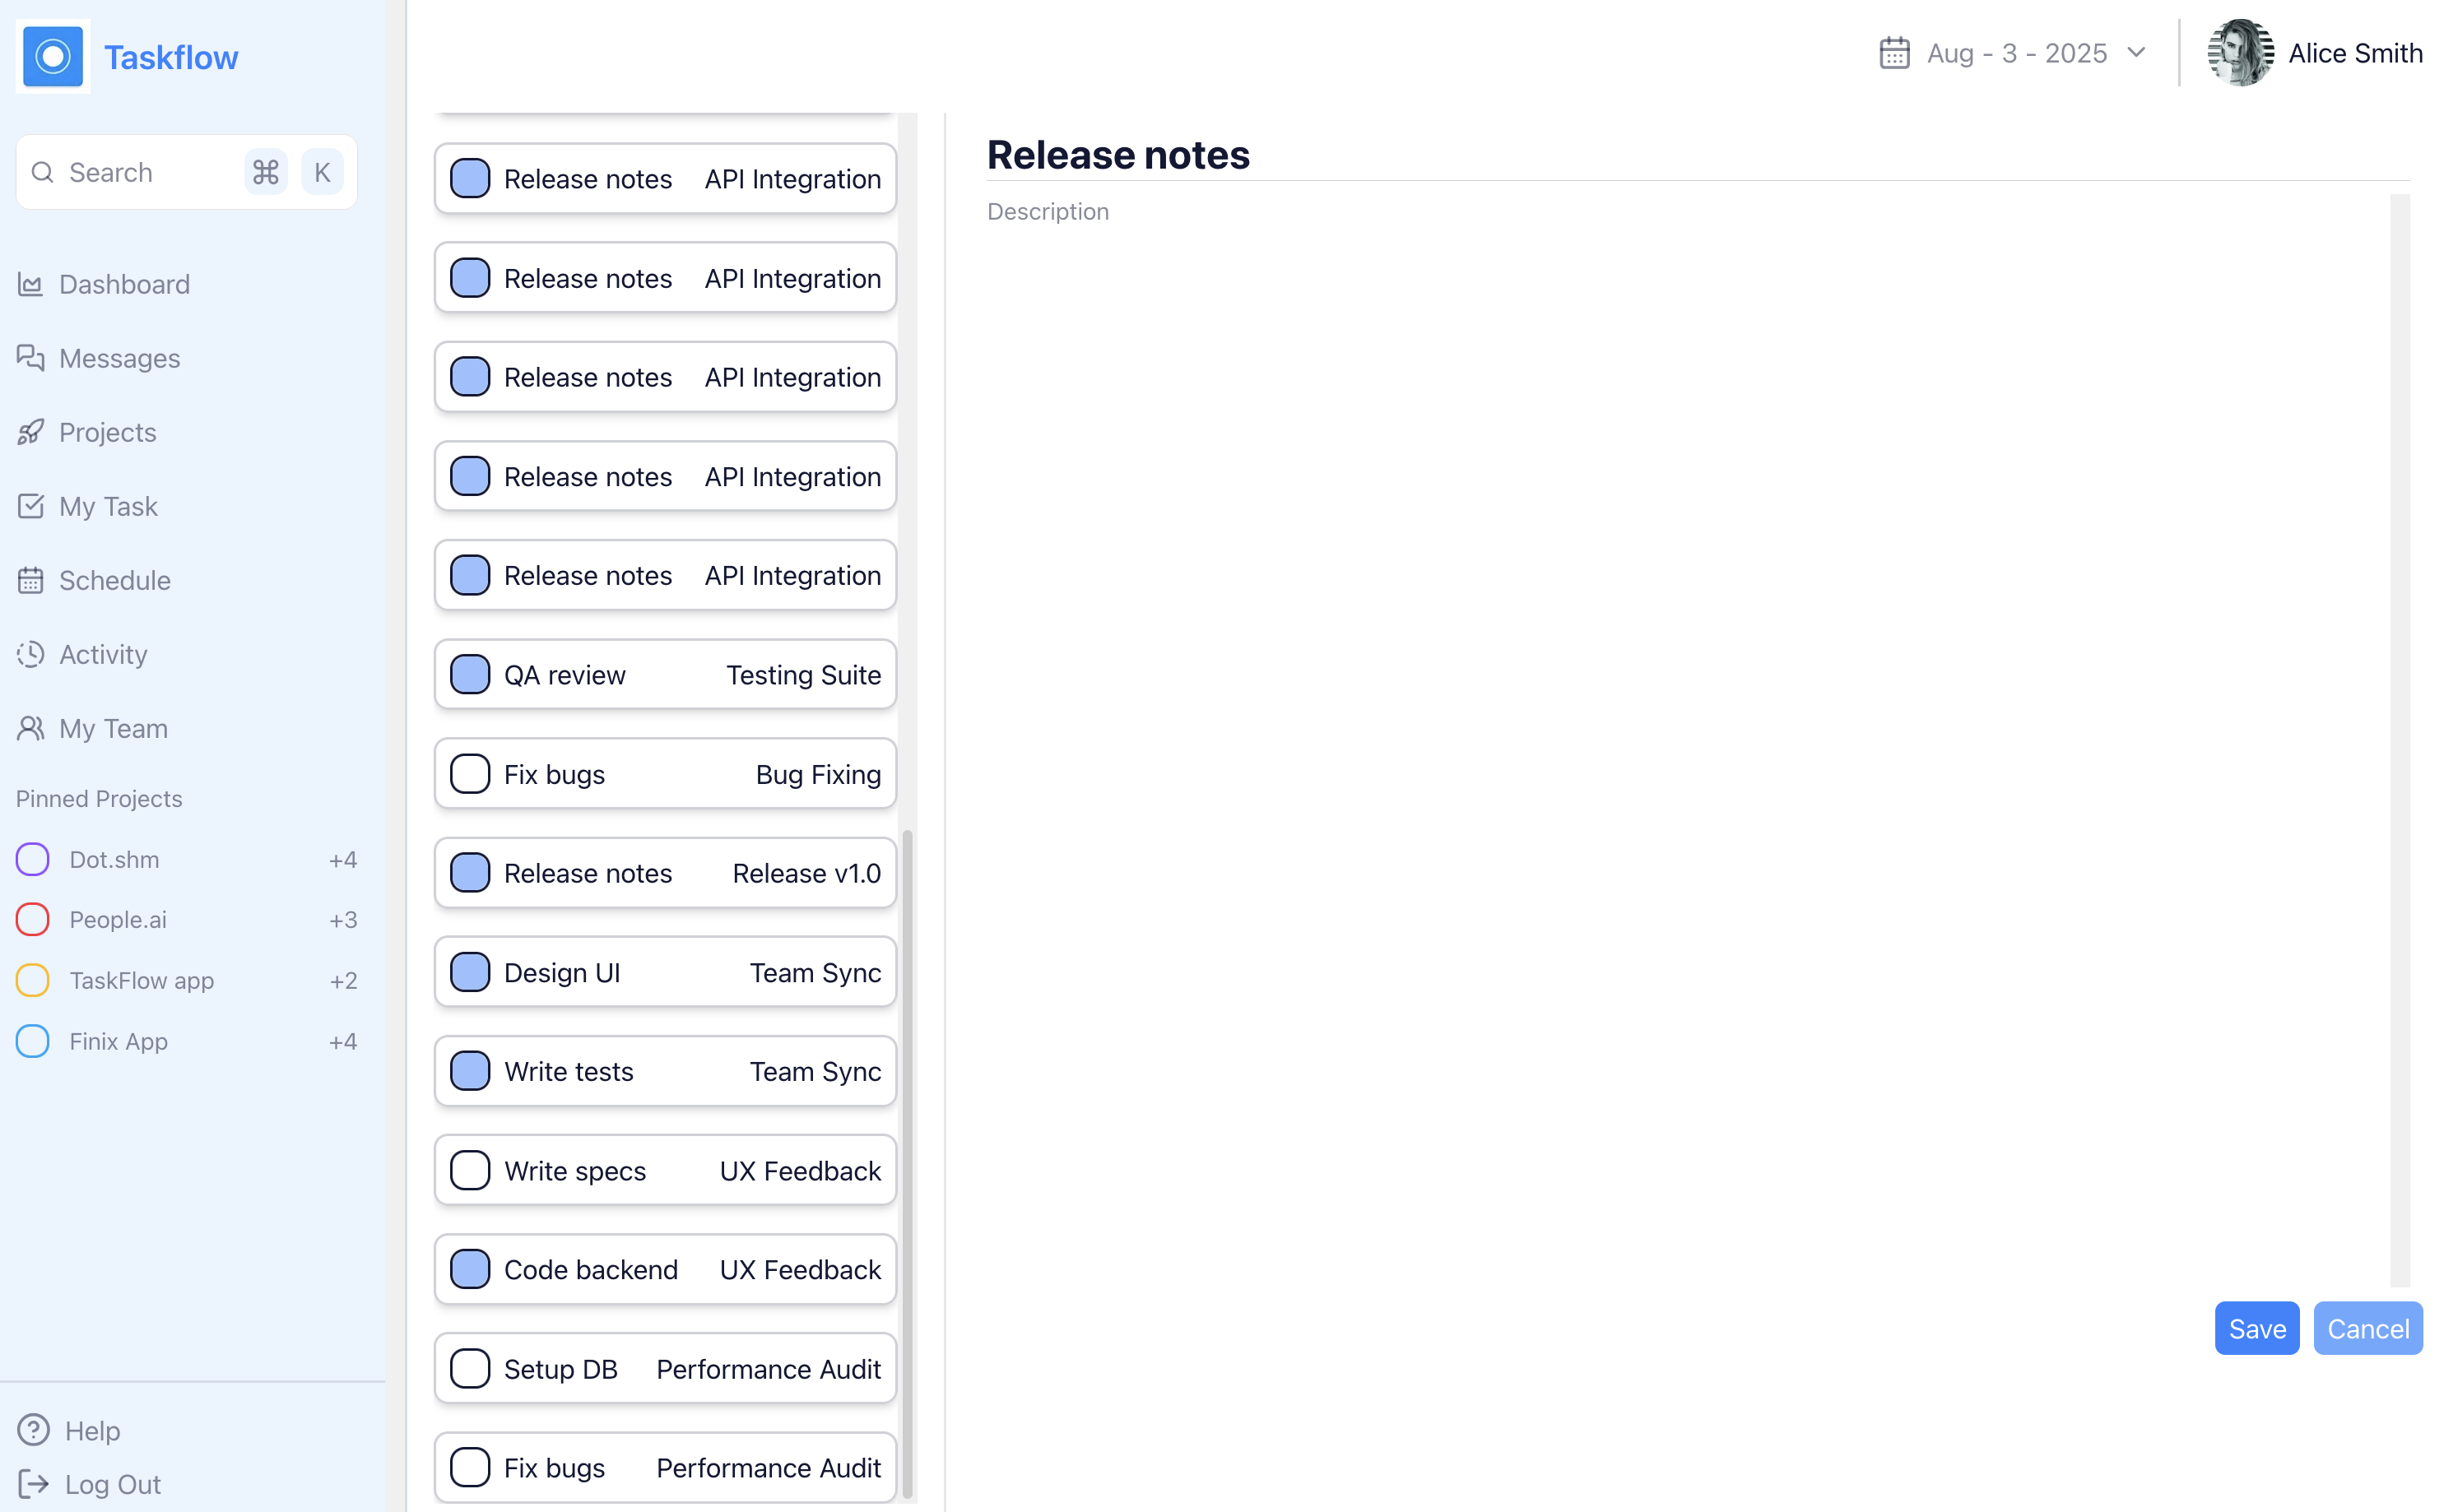 Taskflow
Search ⌘ K
Dashboard
Messages
Projects
My Task
Schedule
Activity
My Team
Pinned Projects
Dot.shm +4
People.ai +3
TaskFlow app +2
Finix App +4
Help
Log Out
Aug - 3 - 2025
Alice Smith
Release notes API Integration
Release notes API Integration
Release notes API Integration
Release notes API Integration
Release notes API Integration
QA review Testing Suite
Fix bugs Bug Fixing
Release notes Release v1.0
Design UI Team Sync
Write tests Team Sync
Write specs UX Feedback
Code backend UX Feedback
Setup DB Performance Audit
Fix bugs Performance Audit
Release notes
Description
Save Cancel